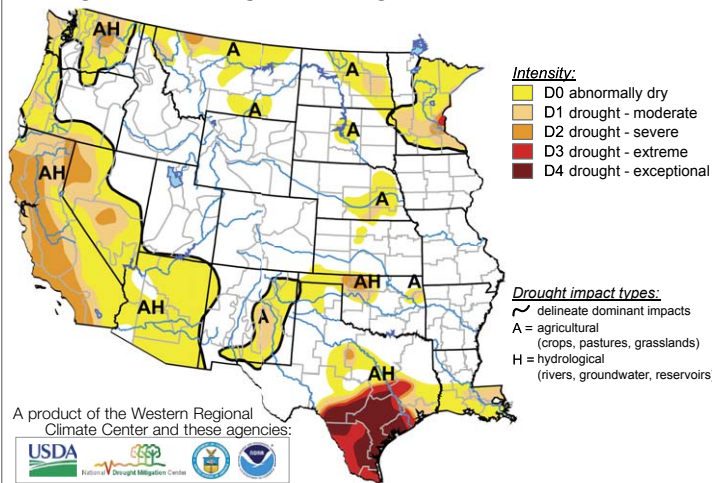 AH
A
A
A
A
AH
A
AH
AH
A
A
AH
Intensity:
D0 abnormally dry
D1 drought - moderate
D2 drought - severe
D3 drought - extreme
D4 drought - exceptional
Drought impact types:
delineate dominant impacts
A = agricultural
(crops, pastures, grasslands)
H = hydrological
(rivers, groundwater, reservoirs)
A product of the Western Regional
Climate Center and these agencies:
USDA
National Drought Mitigation Center